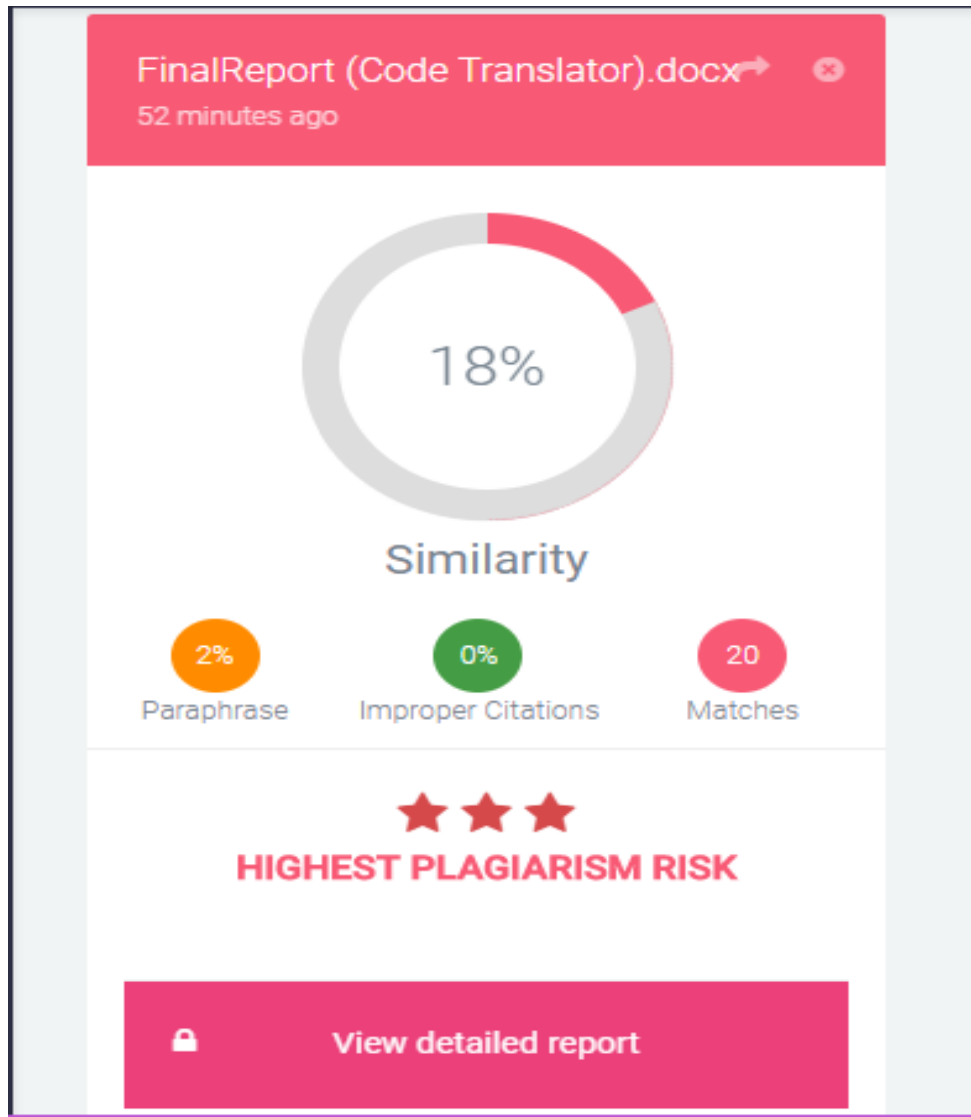 FinalReport (Code Translator).docx
52 minutes ago
18%
Similarity
2% 0% 20
Paraphrase Improper Citations Matches
HIGHEST PLAGIARISM RISK
View detailed report